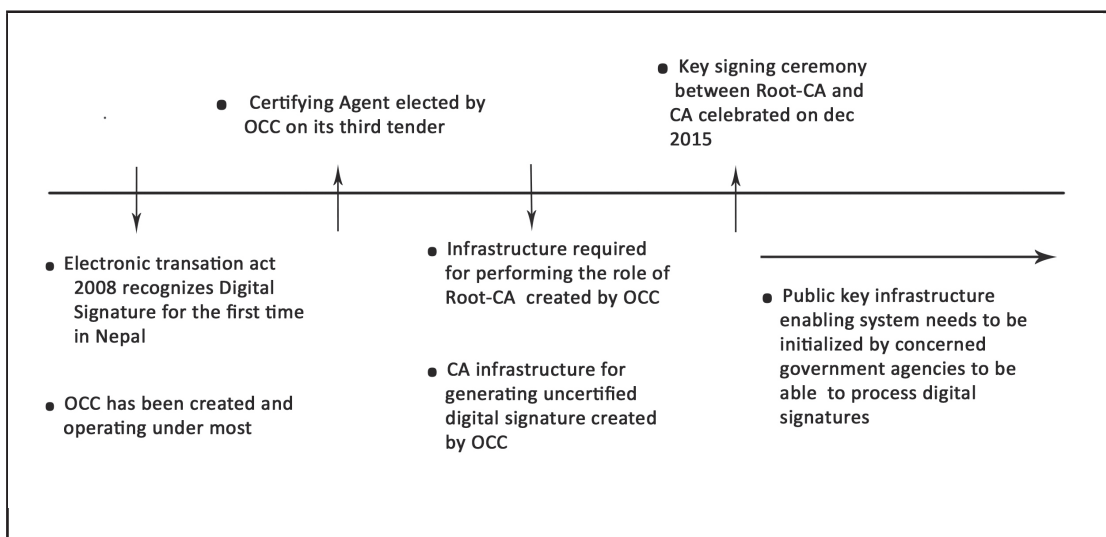 • Key signing ceremony
between Root-CA and
CA celebrated on dec
2015
• Certifying Agent elected by
OCC on its third tender
• Electronic transation act
2008 recognizes Digital
Signature for the first time
in Nepal
• OCC has been created and
operating under most
• Infrastructure required
for performing the role of
Root-CA created by OCC
• CA infrastructure for
generating uncertified
digital signature created
by OCC
• Public key infrastructure
enabling system needs to be
initialized by concerned
government agencies to be
able to process digital
signatures